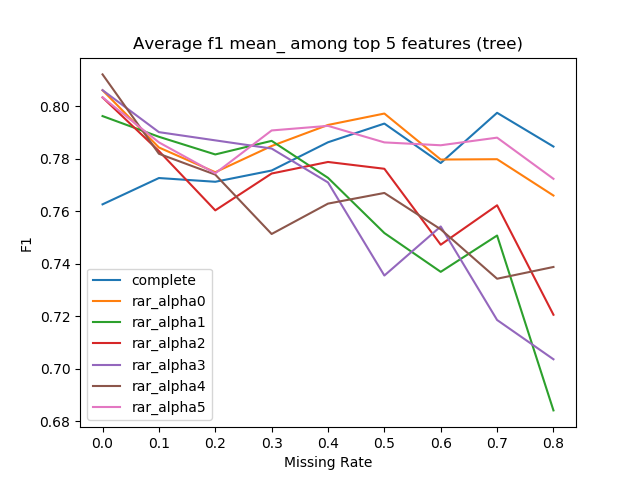 Average f1 mean_ among top 5 features (tree)
0.80
0.78
0.76
0.74
0.72
0.70
0.68
F1
complete
rar_alpha0
rar_alpha1
rar_alpha2
rar_alpha3
rar_alpha4
rar_alpha5
0.0 0.1 0.2 0.3 0.4 0.5 0.6 0.7 0.8
Missing Rate